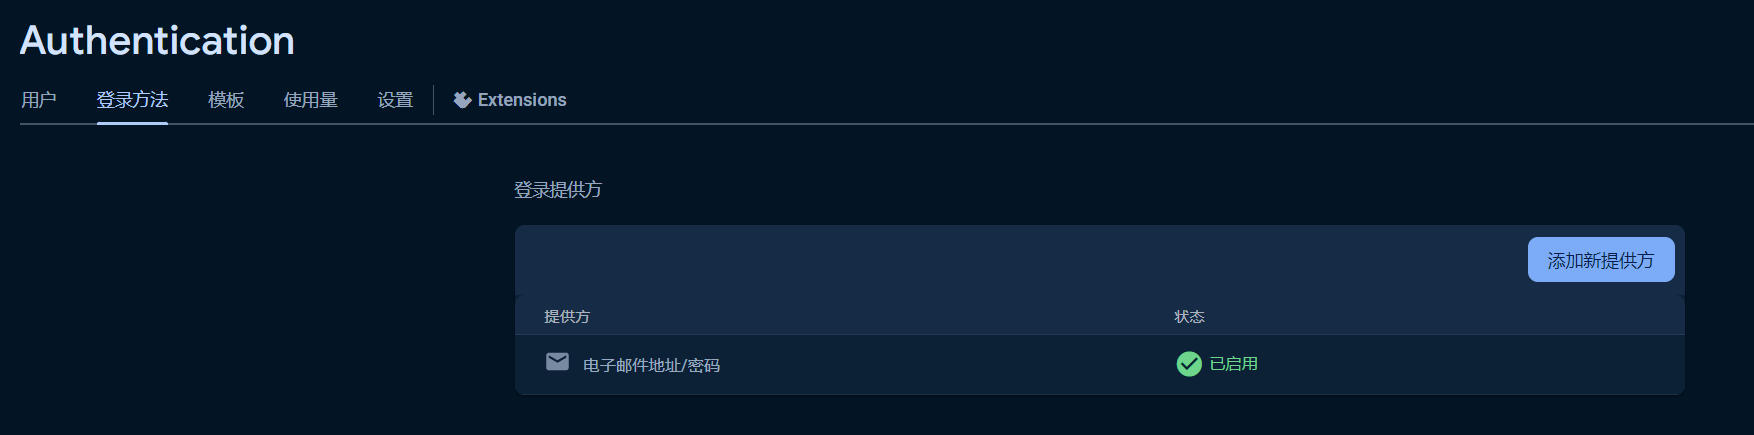 Authentication
用户 登录方法 模板 使用量 设置 Extensions
登录提供方
添加新提供方
提供方 状态
电子邮件地址/密码 已启用